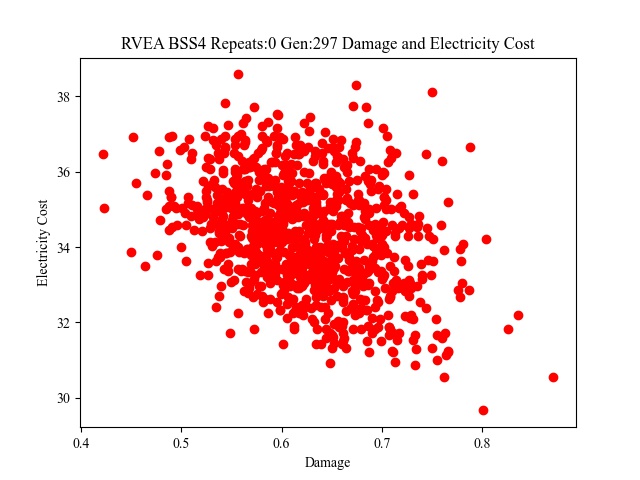 RVEA BSS4 Repeats:0 Gen:297 Damage and Electricity Cost
38
36
34
32
30
Electricity Cost
0.4 0.5 0.6 0.7 0.8
Damage